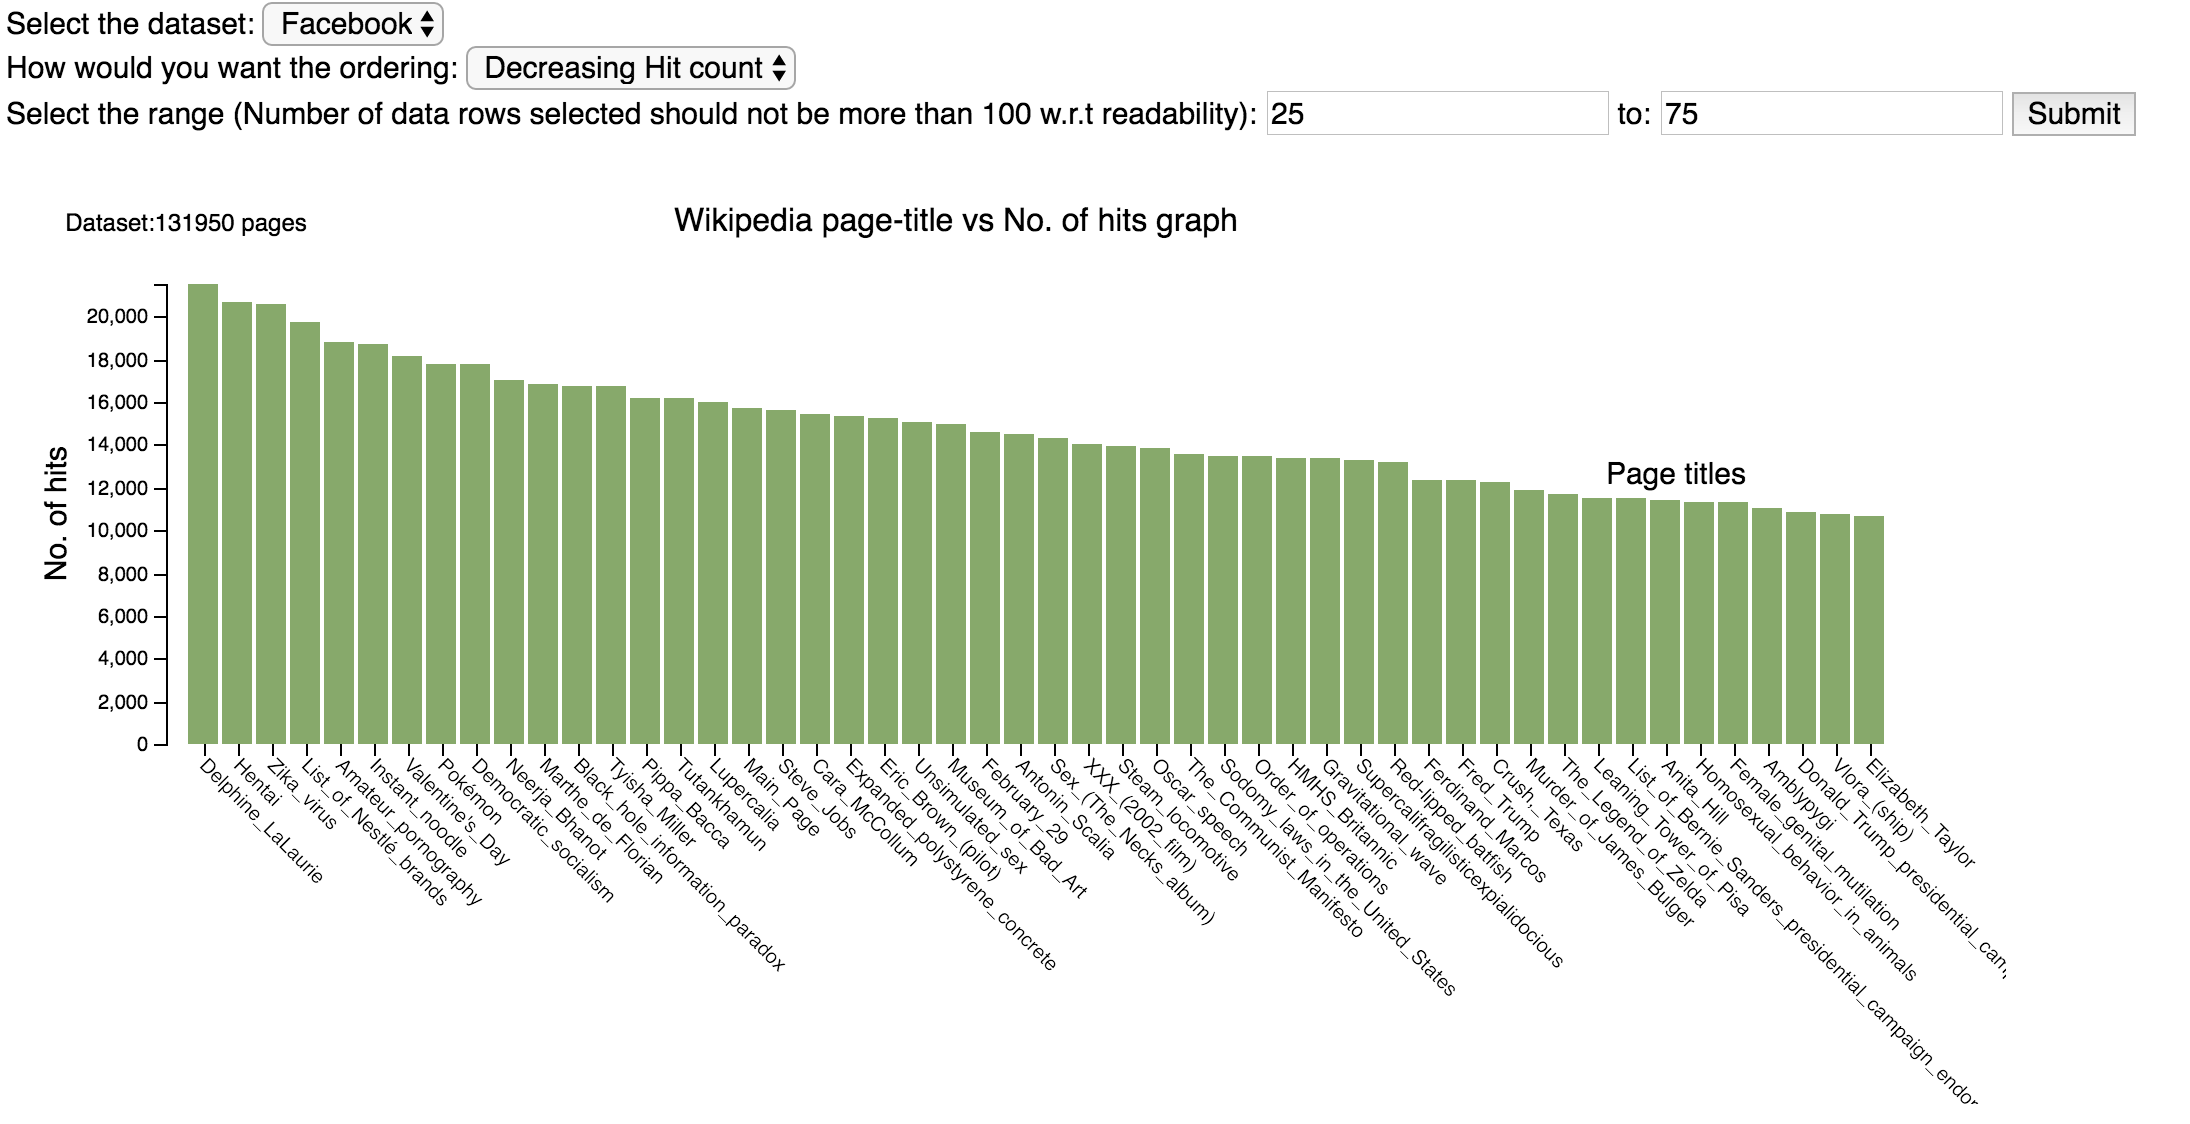 Select the dataset: Facebook
How would you want the ordering: Decreasing Hit count
Select the range (Number of data rows selected should not be more than 100 w.r.t readability): 25 to: 75 Submit
Dataset:131950 pages
Wikipedia page-title vs No. of hits graph
No. of hits
20,000
18,000
16,000
14,000
12,000
10,000
8,000
6,000
4,000
2,000
0
Page titles
Delphine_LaLaurie
Hentai
Zika_virus
List_of_Nestlé_brands
Amateur_pornography
Instant_noodle
Valentine's_Day
Pokémon
Democratic_socialism
Neerja_Bhanot
Marthe_de_Florian
Black_hole_information_paradox
Tyisha_Miller
Pippa_Bacca
Tutankhamun
Lupercalia
Main_Page
Steve_Jobs
Cara_McCollum
Expanded_polystyrene_concrete
Eric_Brown_(pilot)
Unsimulated_sex
Museum_of_Bad_Art
February_29
Antonin_Scalia
Sex_(The_Necks_album)
XXX_(2002_film)
Steam_locomotive
Oscar_speech
The_Communist_Manifesto
Sodomy_laws_in_the_United_States
Order_of_operations
HMHS_Britannic
Gravitational_wave
Supercalifragilisticexpialidocious
Red-lipped_batfish
Ferdinand_Marcos
Fred_Trump
Crush,_Texas
Murder_of_James_Bulger
The_Legend_of_Zelda
Leaning_Tower_of_Pisa
List_of_Bernie_Sanders_presidential_campaign_endor
Anita_Hill
Homosexual_behavior_in_animals
Female_genital_mutilation
Amblypygi
Donald_Trump_presidential_cam
Vlora_(ship)
Elizabeth_Taylor